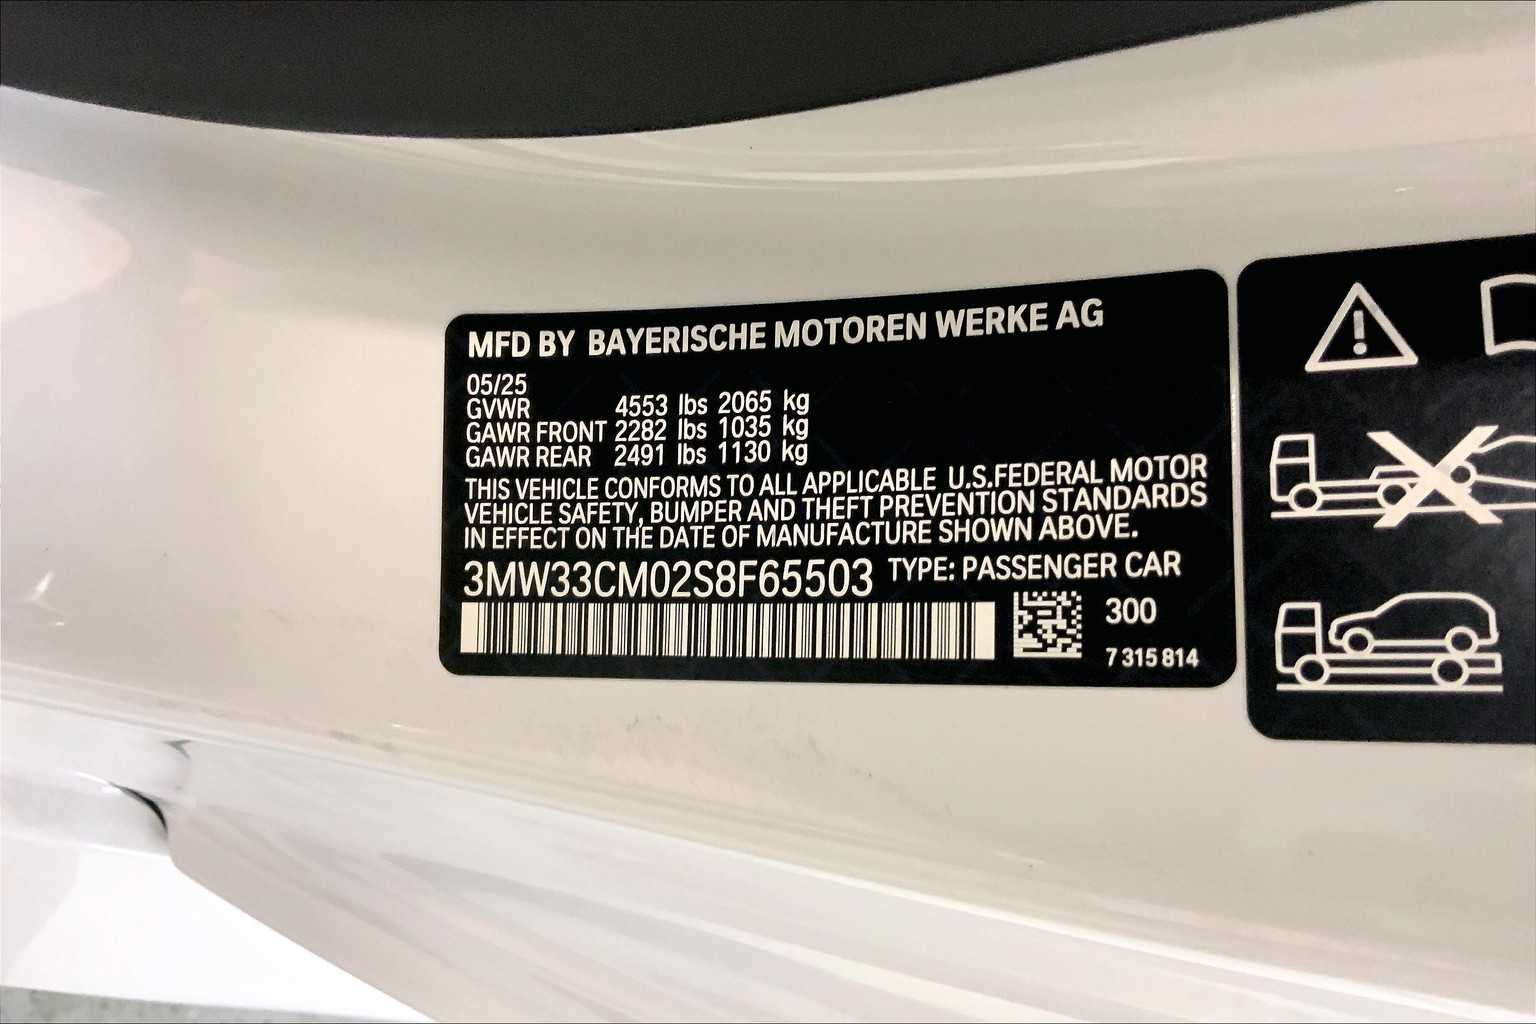 MFD BY BAYERISCHE MOTOREN WERKE AG
05/25
GVWR 4553 lbs 2065 kg
GAWR FRONT 2282 lbs 1035 kg
GAWR REAR 2491 lbs 1130 kg
THIS VEHICLE CONFORMS TO ALL APPLICABLE U.S.FEDERAL MOTOR
VEHICLE SAFETY, BUMPER AND THEFT PREVENTION STANDARDS
IN EFFECT ON THE DATE OF MANUFACTURE SHOWN ABOVE.
3MW33CM02S8F65503 TYPE: PASSENGER CAR
300
7 315 814